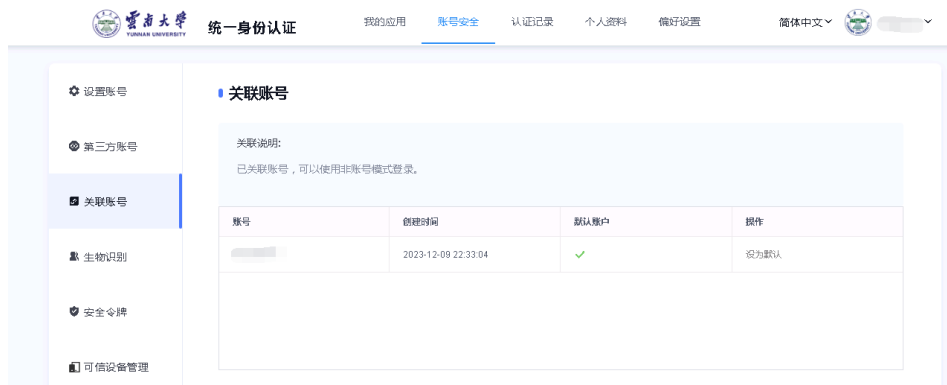 雲南大學
YUNNAN UNIVERSITY
统一身份认证
我的应用 账号安全 认证记录 个人资料 偏好设置 简体中文
设置账号
第三方账号
关联账号
生物识别
安全令牌
可信设备管理
关联账号
关联说明:
已关联账号，可以使用非账号模式登录。
账号 创建时间 默认账户 操作
2023-12-09 22:33:04 设为默认